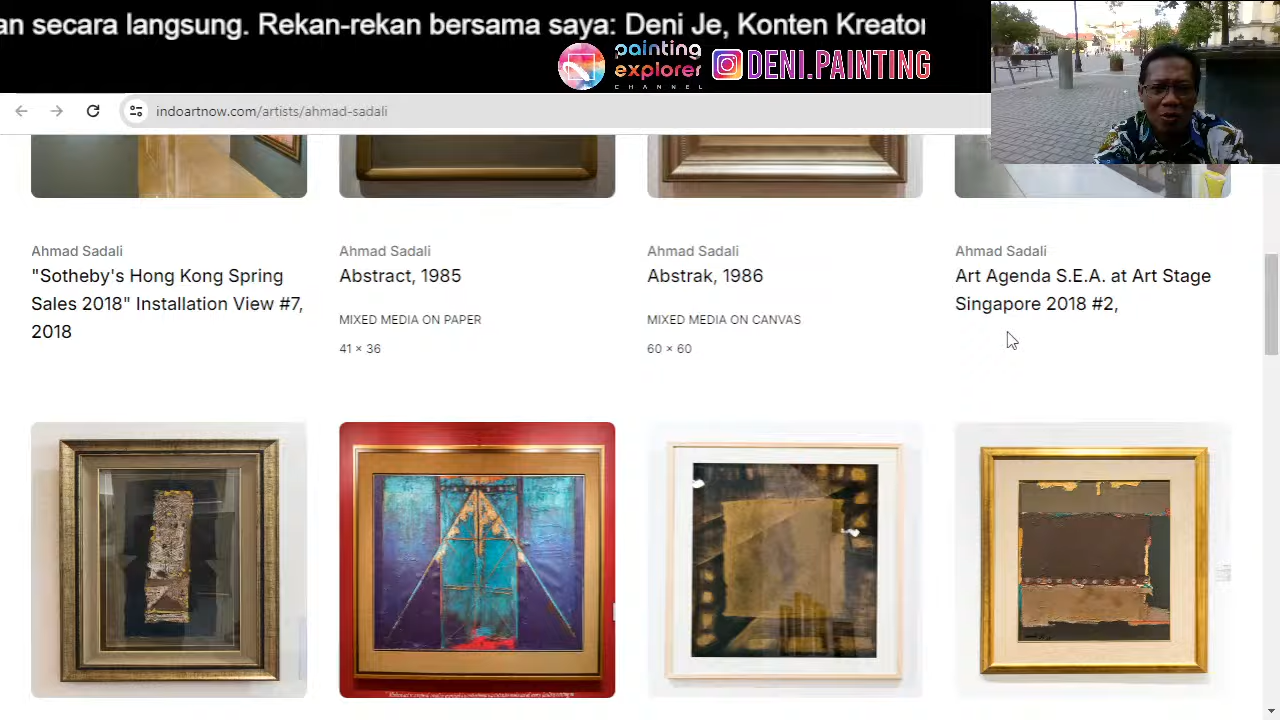 an secara langsung. Rekan-rekan bersama saya: Deni Je, Konten Kreator
painting
explorer
CHANNEL
DENI.PAINTING
indoartnow.com/artists/ahmad-sadali
Ahmad Sadali
"Sotheby's Hong Kong Spring
Sales 2018" Installation View #7,
2018
Ahmad Sadali
Abstract, 1985
MIXED MEDIA ON PAPER
41 × 36
Ahmad Sadali
Abstrak, 1986
MIXED MEDIA ON CANVAS
60 × 60
Ahmad Sadali
Art Agenda S.E.A. at Art Stage
Singapore 2018 #2,